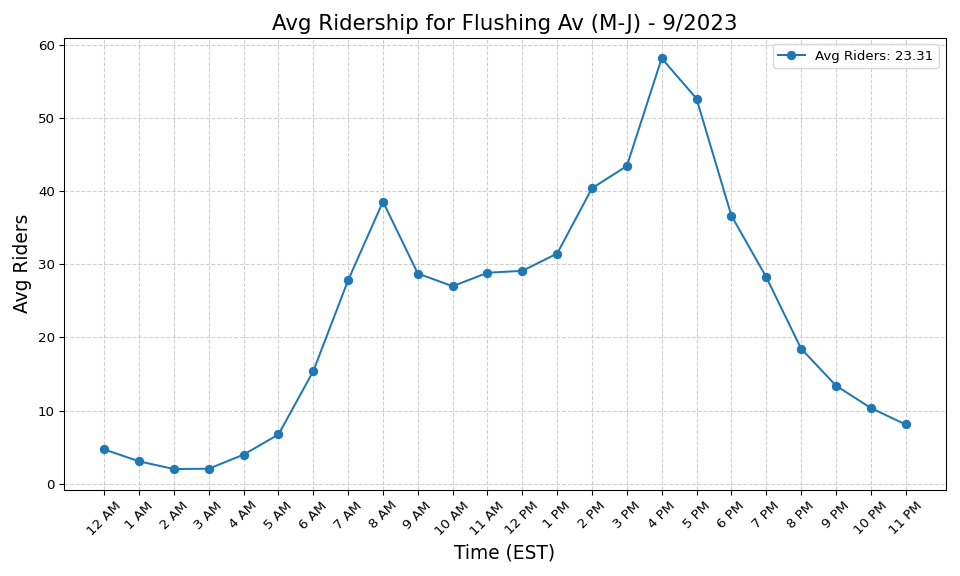 Avg Ridership for Flushing Av (M-J) - 9/2023
Avg Riders: 23.31
Avg Riders
60
50
40
30
20
10
0
12 AM
1 AM
2 AM
3 AM
4 AM
5 AM
6 AM
7 AM
8 AM
9 AM
10 AM
11 AM
12 PM
1 PM
2 PM
3 PM
4 PM
5 PM
6 PM
7 PM
8 PM
9 PM
10 PM
11 PM
Time (EST)